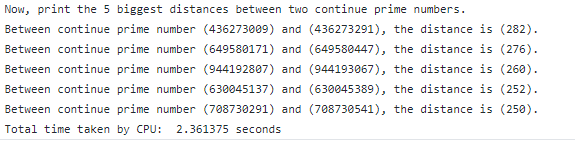 Now, print the 5 biggest distances between two continue prime numbers.
Between continue prime number (436273009) and (436273291), the distance is (282).
Between continue prime number (649580171) and (649580447), the distance is (276).
Between continue prime number (944192807) and (944193067), the distance is (260).
Between continue prime number (630045137) and (630045389), the distance is (252).
Between continue prime number (708730291) and (708730541), the distance is (250).
Total time taken by CPU:  2.361375 seconds